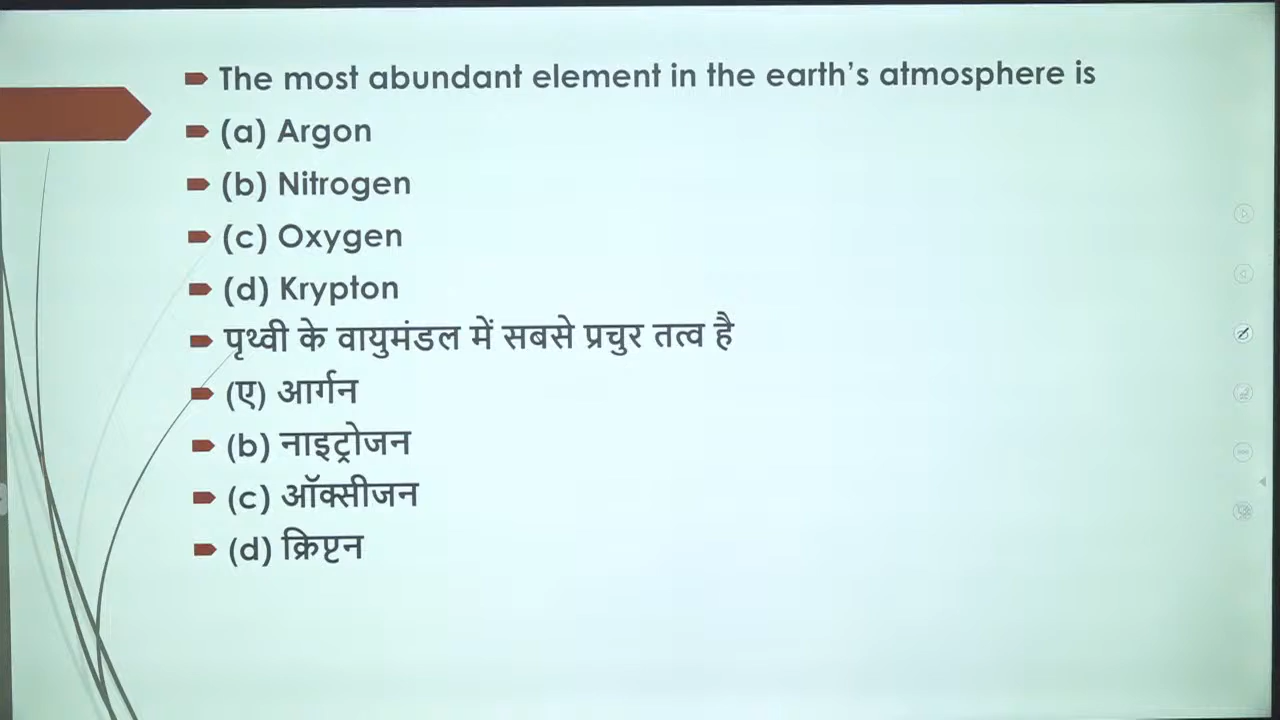 The most abundant element in the earth's atmosphere is
(a) Argon
(b) Nitrogen
(c) Oxygen
(d) Krypton
पृथ्वी के वायुमंडल में सबसे प्रचुर तत्व है
(ए) आर्गन
(b) नाइट्रोजन
(c) ऑक्सीजन
(d) क्रिप्टन